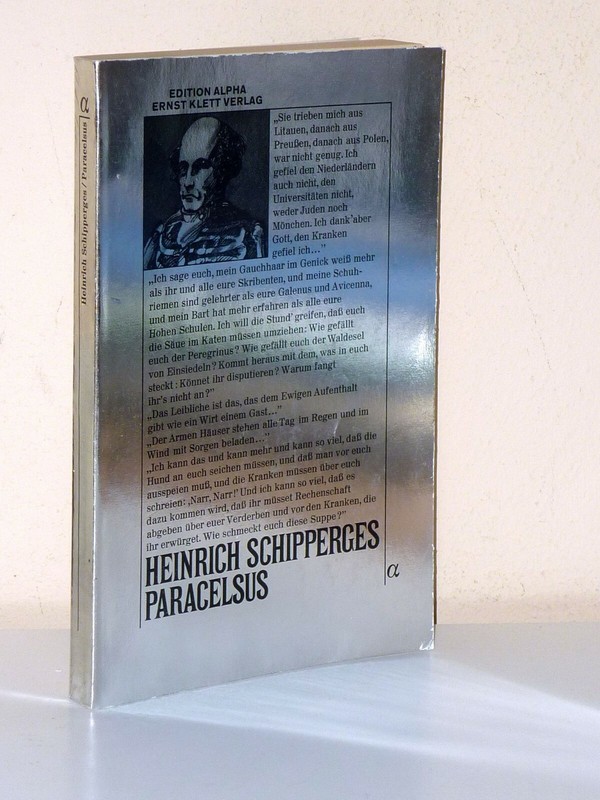 α
Heinrich Schipperges / Paracelsus
EDITION ALPHA
ERNST KLETT VERLAG
„Sie trieben mich aus
Litauen, danach aus
Preußen, danach aus Polen,
war nicht genug. Ich
gefiel den Niederländern
auch nicht, den
Universitäten nicht,
weder Juden noch
Mönchen. Ich dank’aber
Gott, den Kranken
gefiel ich...”
„Ich sage euch, mein Gauchhaar im Genick weiß mehr
als ihr und alle eure Skribenten, und meine Schuh-
riemen sind gelehrter als eure Galenus und Avicenna,
und mein Bart hat mehr erfahren als alle eure
Hohen Schulen. Ich will die Stund’ greifen, daß euch
die Säue im Katen müssen umziehen: Wie gefällt
euch der Peregrinus? Wie gefällt euch der Waldesel
von Einsiedeln? Kommt heraus mit dem, was in euch
steckt: Könnet ihr disputieren? Warum fangt
ihr’s nicht an?”
„Das Leibliche ist das, das dem Ewigen Aufenthalt
gibt wie ein Wirt einem Gast...”
„Der Armen Häuser stehen alle Tag im Regen und im
Wind mit Sorgen beladen...”
„Ich kann das und kann mehr und kann so viel, daß die
Hund an euch seichen müssen, und daß man vor euch
ausspeien muß, und die Kranken müssen über euch
schreien: ‚Narr, Narr!’ Und ich kann so viel, daß es
dazu kommen wird, daß ihr müsset Rechenschaft
abgeben über euer Verderben und vor den Kranken, die
ihr erwürget. Wie schmeckt euch diese Suppe?”
HEINRICH SCHIPPERGES
PARACELSUS
α